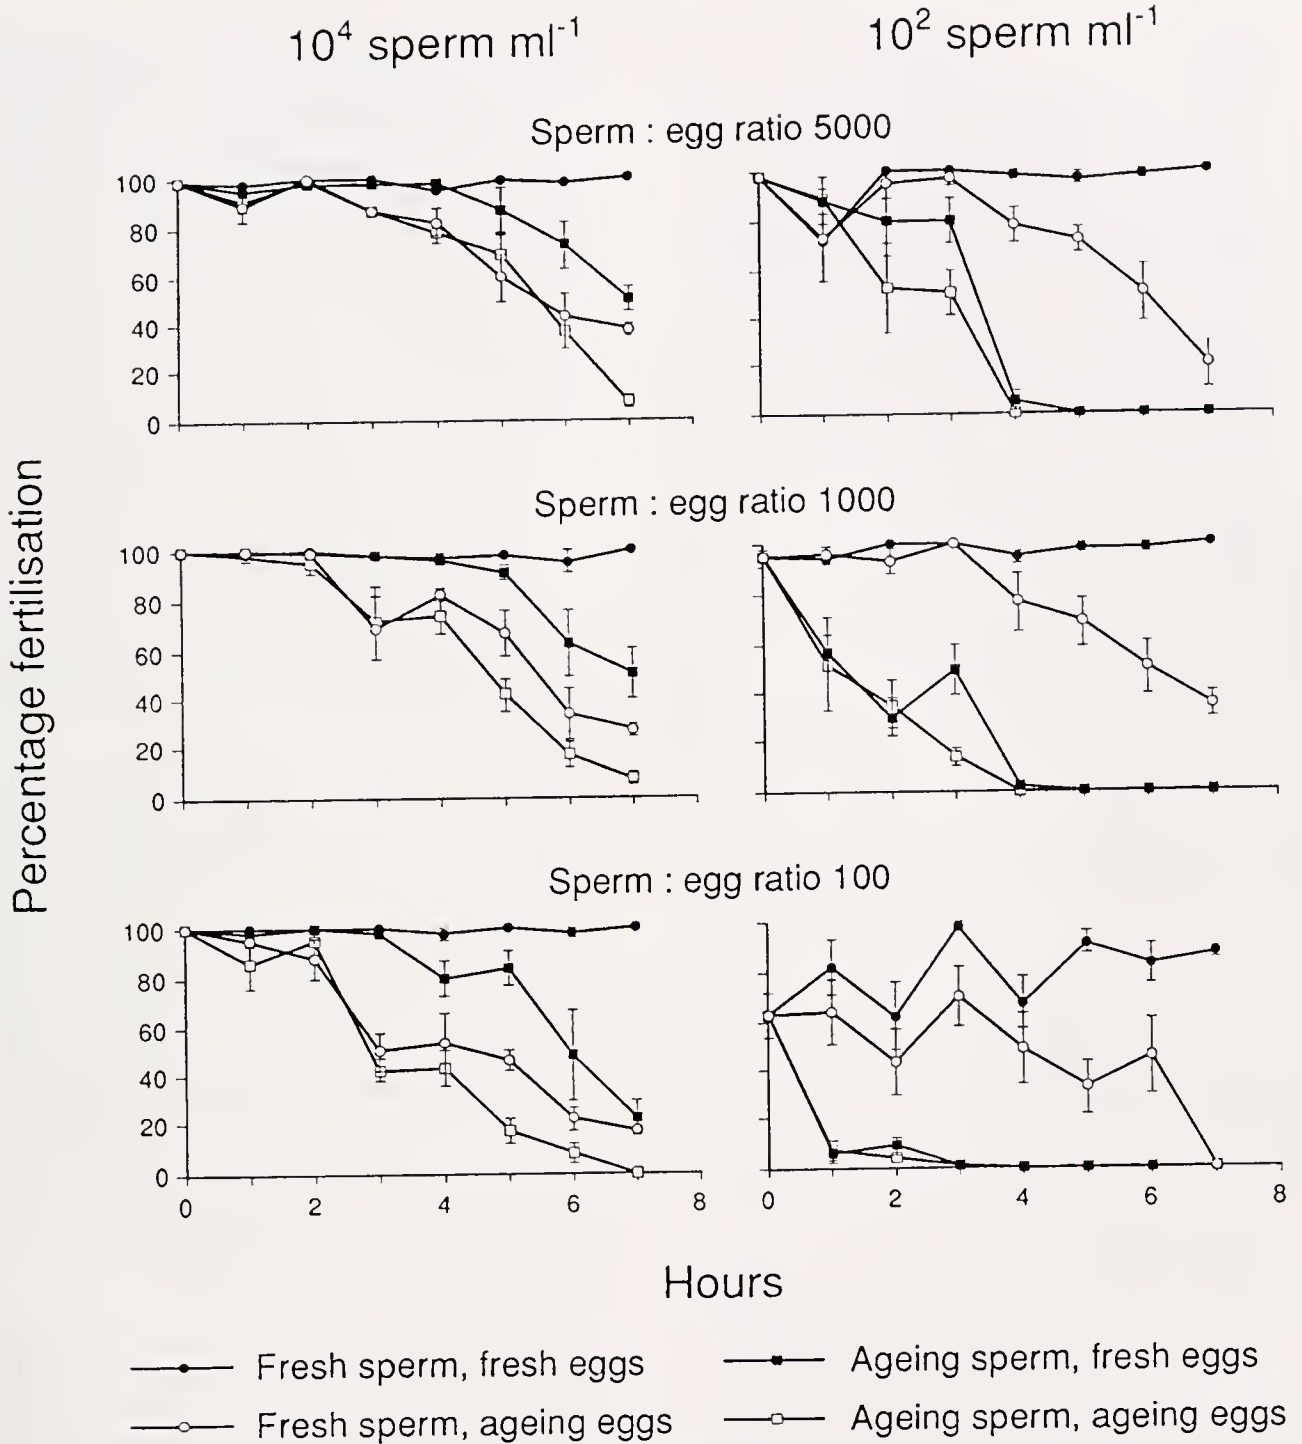 10⁴ sperm ml⁻¹
10² sperm ml⁻¹
Sperm : egg ratio 5000
100
80
60
40
20
0
Sperm : egg ratio 1000
100
80
60
40
20
0
Sperm : egg ratio 100
100
80
60
40
20
0
0 2 4 6 8
0 2 4 6 8
Percentage fertilisation
Hours
Fresh sperm, fresh eggs
Ageing sperm, fresh eggs
Fresh sperm, ageing eggs
Ageing sperm, ageing eggs